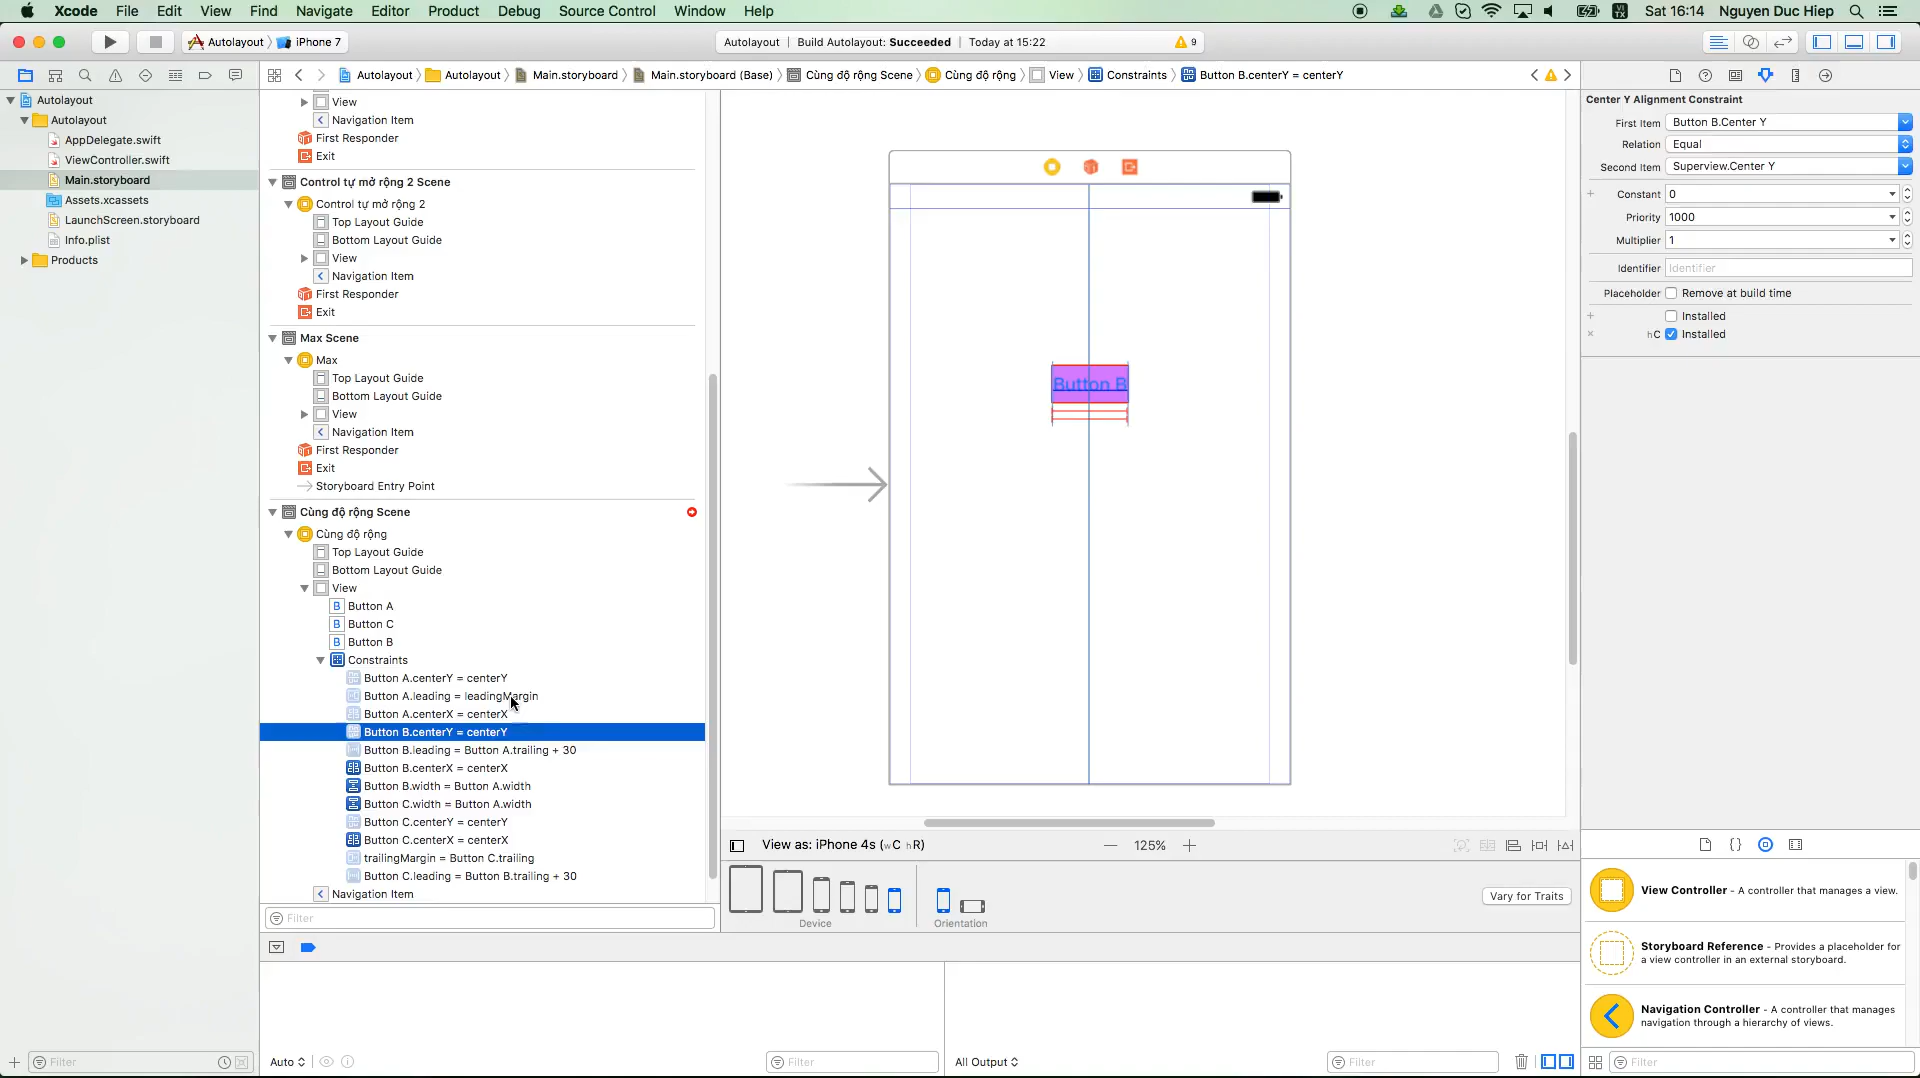 Xcode File Edit View Find Navigate Editor Product Debug Source Control Window Help
VI TX Sat 16:14 Nguyen Duc Hiep
Autolayout iPhone 7
Autolayout Build Autolayout: Succeeded Today at 15:22 9
Autolayout Autolayout Main.storyboard Main.storyboard (Base) Cùng độ rộng Scene Cùng độ rộng View Constraints Button B.centerY = centerY
Autolayout
Autolayout
AppDelegate.swift
ViewController.swift
Main.storyboard
Assets.xcassets
LaunchScreen.storyboard
Info.plist
Products
Filter
View
Navigation Item
First Responder
Exit
Control tự mở rộng 2 Scene
Control tự mở rộng 2
Top Layout Guide
Bottom Layout Guide
View
Navigation Item
First Responder
Exit
Max Scene
Max
Top Layout Guide
Bottom Layout Guide
View
Navigation Item
First Responder
Exit
Storyboard Entry Point
Cùng độ rộng Scene
Cùng độ rộng
Top Layout Guide
Bottom Layout Guide
View
B Button A
B Button C
B Button B
Constraints
Button A.centerY = centerY
Button A.leading = leadingMargin
Button A.centerX = centerX
Button B.centerY = centerY
Button B.leading = Button A.trailing + 30
Button B.centerX = centerX
Button B.width = Button A.width
Button C.width = Button A.width
Button C.centerY = centerY
Button C.centerX = centerX
trailingMargin = Button C.trailing
Button C.leading = Button B.trailing + 30
Navigation Item
Filter
Button B
View as: iPhone 4s (wC hR)
125%
Device
Orientation
Vary for Traits
Auto
Filter
All Output
Filter
Center Y Alignment Constraint
First Item Button B.Center Y
Relation Equal
Second Item Superview.Center Y
Constant 0
Priority 1000
Multiplier 1
Identifier Identifier
Placeholder Remove at build time
Installed
hC Installed
View Controller - A controller that manages a view.
Storyboard Reference - Provides a placeholder for
a view controller in an external storyboard.
Navigation Controller - A controller that manages
navigation through a hierarchy of views.
Filter